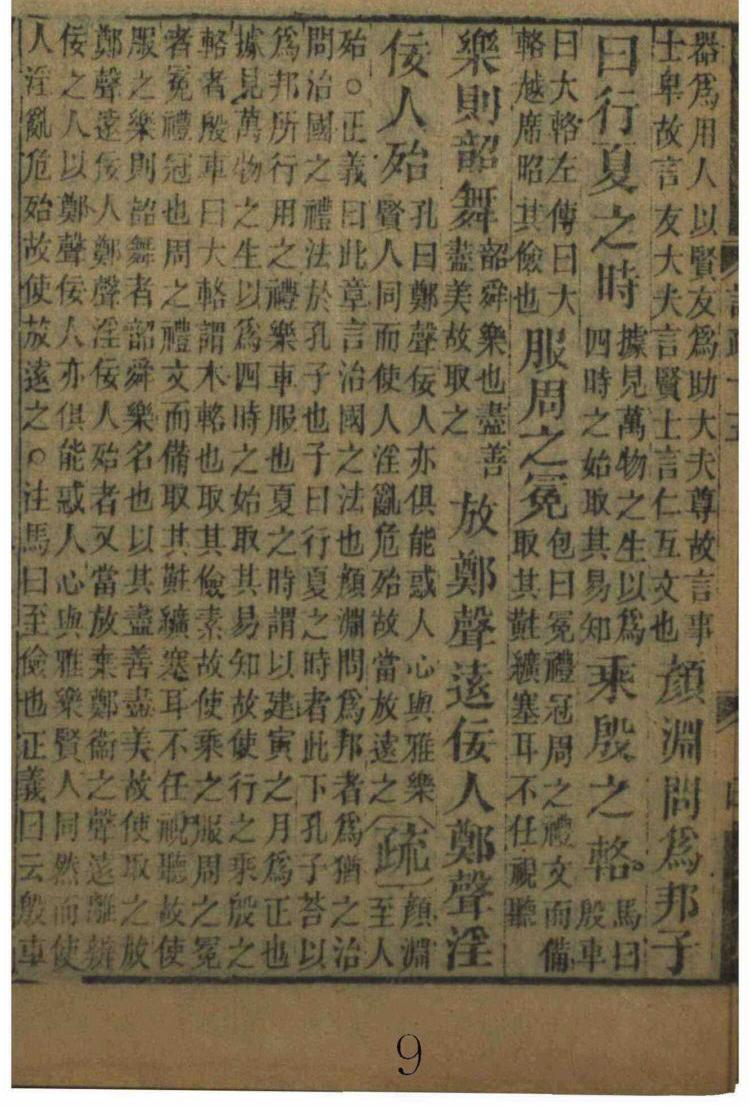 器爲用人以賢友爲助大夫尊故言事
士卑故言友大夫言賢士言仁互文也
顏淵問爲邦子
曰行夏之時
據見萬物之生以爲
四時之始取其易知
乘殷之輅
馬曰
殷車
曰大輅左傳曰大
輅越席昭其儉也
服周之冕
包曰冕禮冠周之禮文而備
取其黈纊塞耳不任視聽
樂則韶舞
韶舜樂也盡善
盡美故取之
放鄭聲遠佞人鄭聲淫
佞人殆
孔曰鄭聲佞人亦俱能惑人心與雅樂
賢人同而使人淫亂危殆故當放遠之
疏
顏淵
至人
殆○正義曰此章言治國之法也顏淵問爲邦者爲猶之治
問治國之禮法於孔子也子曰行夏之時者此下孔子荅以
爲邦所行用之禮樂車服也夏之時謂以建寅之月爲正也
據見萬物之生以爲四時之始取其易知故使行之乘殷之
輅者殷車曰大輅謂木輅也取其儉素故使乘之服周之冕
者冕禮冠也周之禮文而備取其黈纊塞耳不任視聽故使
服之樂則韶舞者韶舜樂名也以其盡善盡美故使取之放
鄭聲遠佞人鄭聲淫佞人殆者又當放棄鄭衛之聲遠離辨
佞之人以鄭聲佞人亦俱能惑人心與雅樂賢人同然而使
人淫亂危殆故使放遠之○注馬曰至儉也正義曰云殷車
9